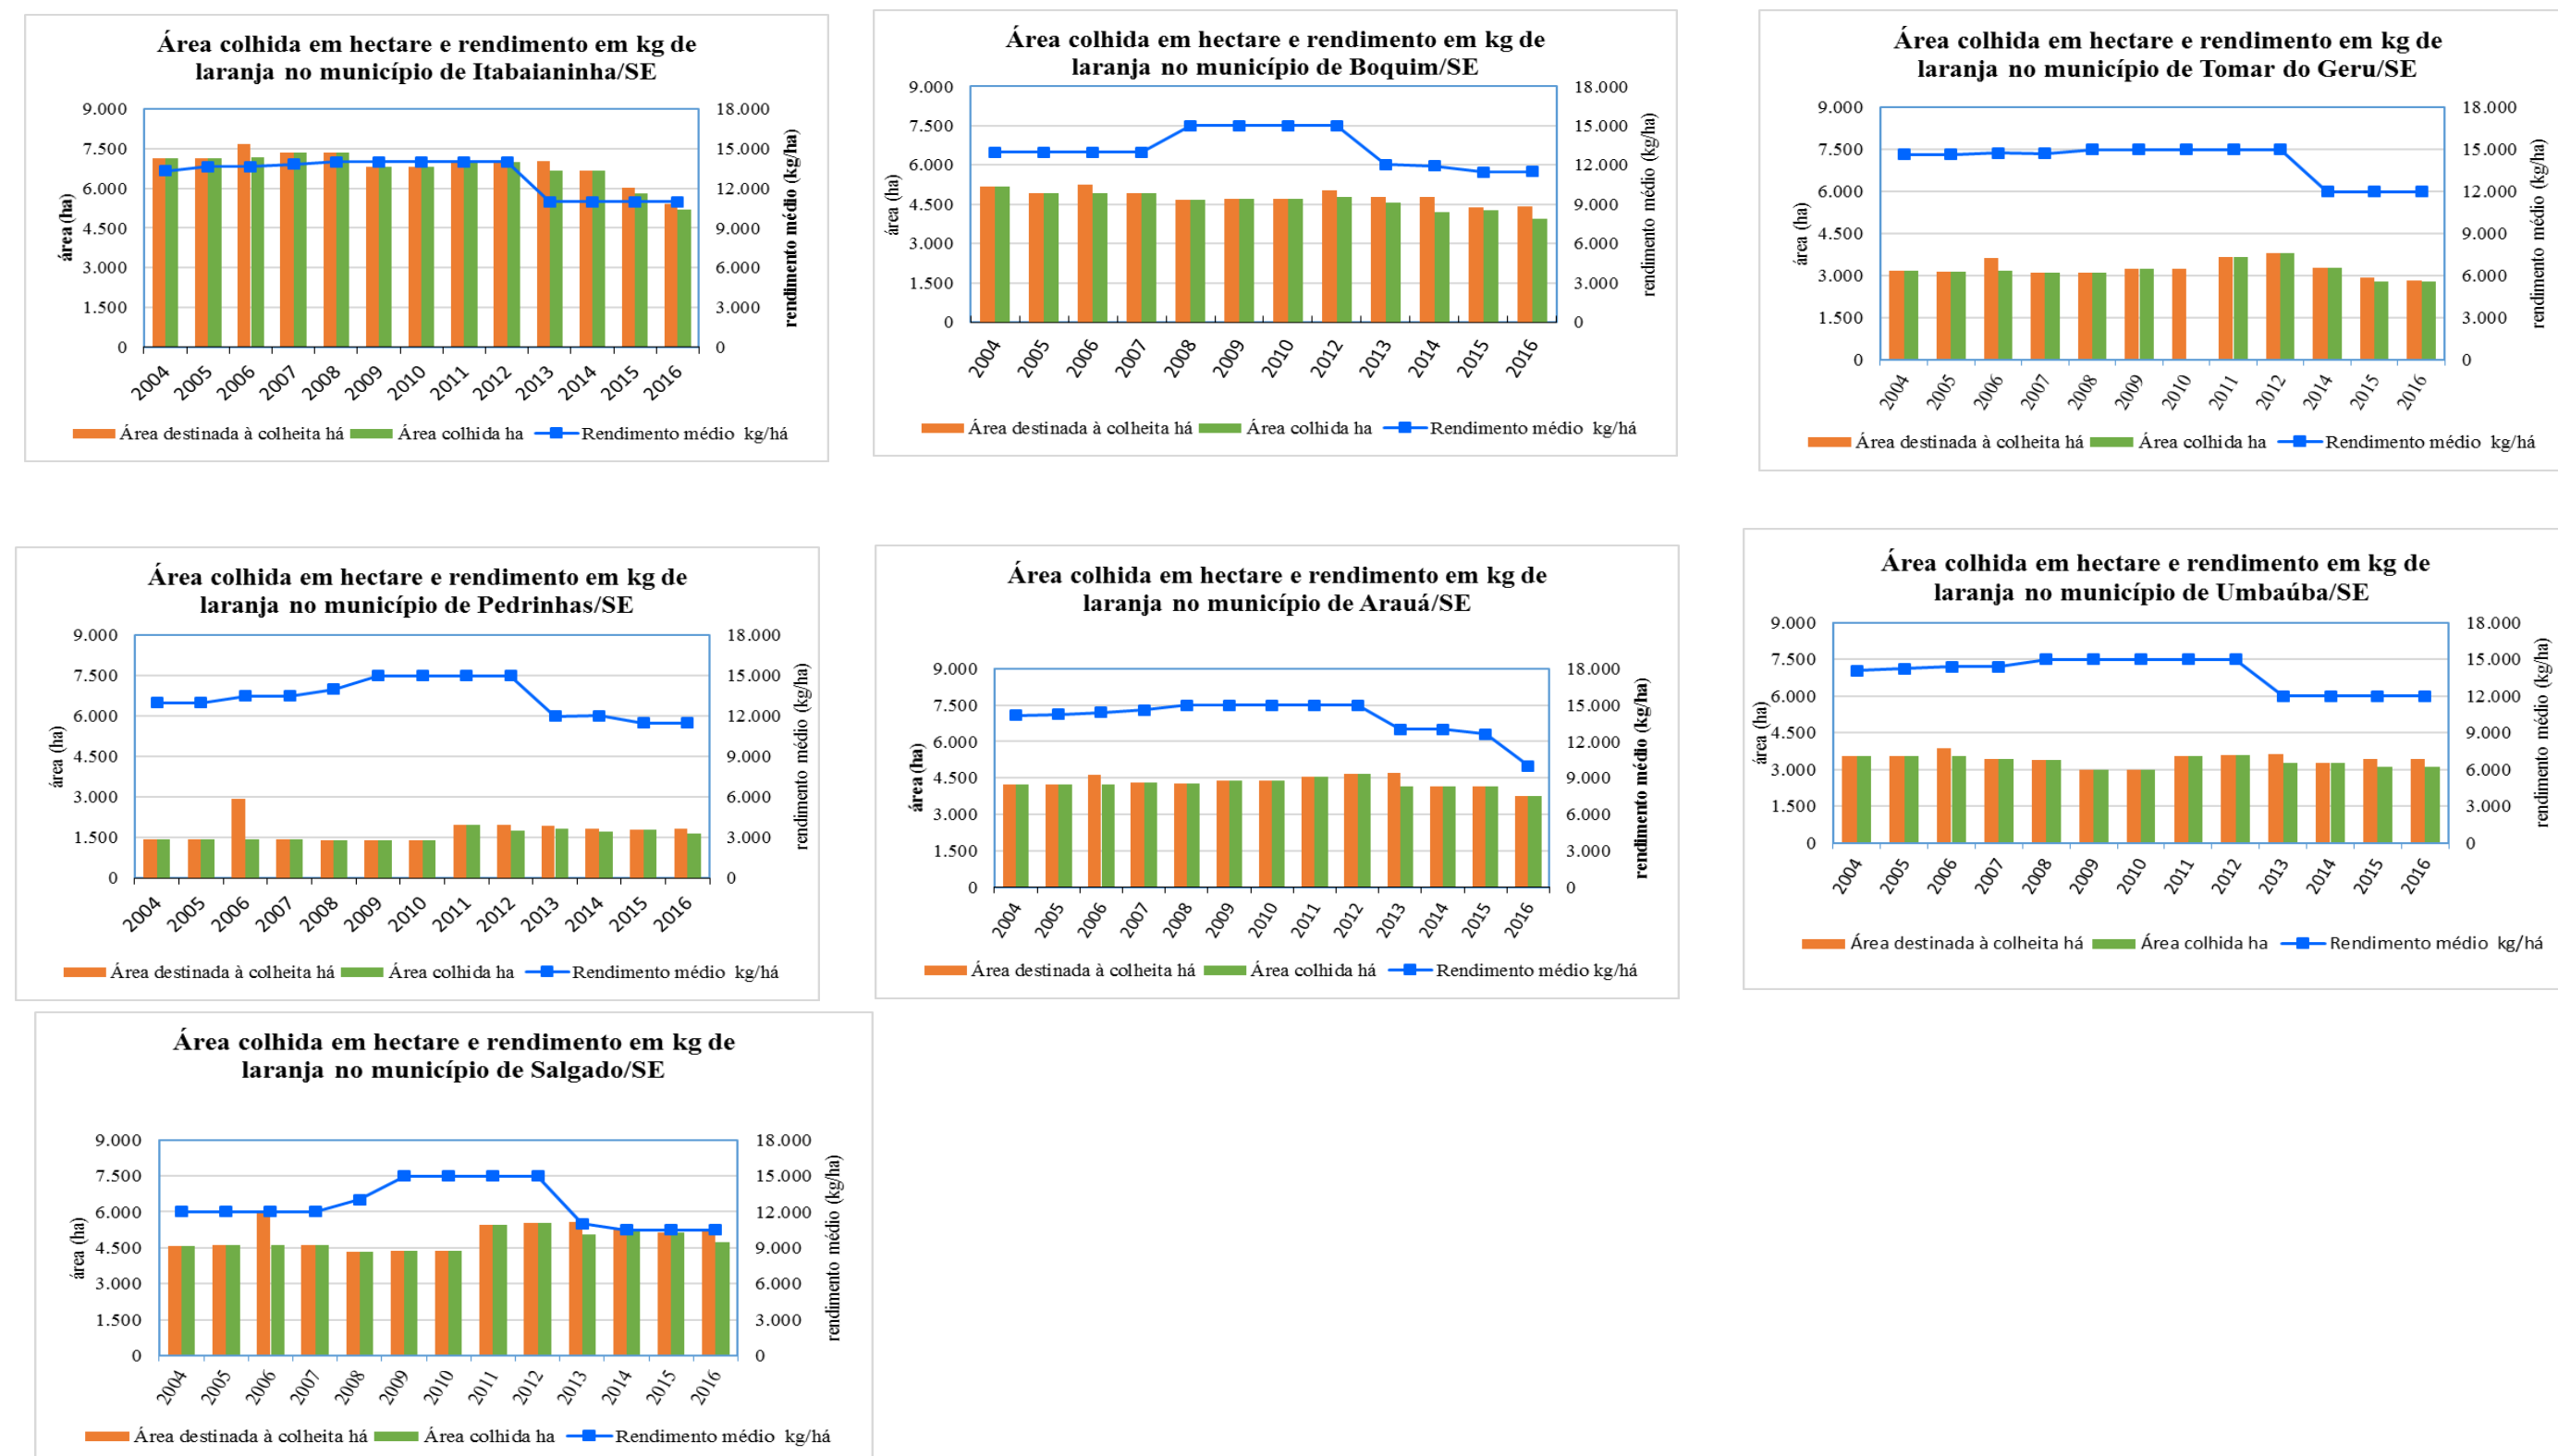 Área colhida em hectare e rendimento em kg de
laranja no município de Itabaianinha/SE
9.000
7.500
6.000
4.500
3.000
1.500
0
área (ha)
18.000
15.000
12.000
9.000
6.000
3.000
0
rendimento médio (kg/ha)
2004 2005 2006 2007 2008 2009 2010 2011 2012 2013 2014 2015 2016
Área destinada à colheita há Área colhida ha Rendimento médio kg/há
Área colhida em hectare e rendimento em kg de
laranja no município de Boquim/SE
9.000
7.500
6.000
4.500
3.000
1.500
0
área (ha)
18.000
15.000
12.000
9.000
6.000
3.000
0
rendimento médio (kg/ha)
2004 2005 2006 2007 2008 2009 2010 2012 2013 2014 2015 2016
Área destinada à colheita há Área colhida ha Rendimento médio kg/há
Área colhida em hectare e rendimento em kg de
laranja no município de Tomar do Geru/SE
9.000
7.500
6.000
4.500
3.000
1.500
0
área (ha)
18.000
15.000
12.000
9.000
6.000
3.000
0
rendimento médio (kg/ha)
2004 2005 2006 2007 2008 2009 2010 2011 2012 2014 2015 2016
Área destinada à colheita há Área colhida ha Rendimento médio kg/há
Área colhida em hectare e rendimento em kg de
laranja no município de Pedrinhas/SE
9.000
7.500
6.000
4.500
3.000
1.500
0
área (ha)
18.000
15.000
12.000
9.000
6.000
3.000
0
rendimento médio (kg/ha)
2004 2005 2006 2007 2008 2009 2010 2011 2012 2013 2014 2015 2016
Área destinada à colheita há Área colhida ha Rendimento médio kg/há
Área colhida em hectare e rendimento em kg de
laranja no município de Arauá/SE
9.000
7.500
6.000
4.500
3.000
1.500
0
área (ha)
18.000
15.000
12.000
9.000
6.000
3.000
0
rendimento médio (kg/ha)
2004 2005 2006 2007 2008 2009 2010 2011 2012 2013 2014 2015 2016
Área destinada à colheita há Área colhida há Rendimento médio kg/há
Área colhida em hectare e rendimento em kg de
laranja no município de Umbaúba/SE
9.000
7.500
6.000
4.500
3.000
1.500
0
área (ha)
18.000
15.000
12.000
9.000
6.000
3.000
0
rendimento médio (kg/ha)
2004 2005 2006 2007 2008 2009 2010 2011 2012 2013 2014 2015 2016
Área destinada à colheita há Área colhida ha Rendimento médio kg/há
Área colhida em hectare e rendimento em kg de
laranja no município de Salgado/SE
9.000
7.500
6.000
4.500
3.000
1.500
0
área (ha)
18.000
15.000
12.000
9.000
6.000
3.000
0
rendimento médio (kg/ha)
2004 2005 2006 2007 2008 2009 2010 2011 2012 2013 2014 2015 2016
Área destinada à colheita há Área colhida ha Rendimento médio kg/há